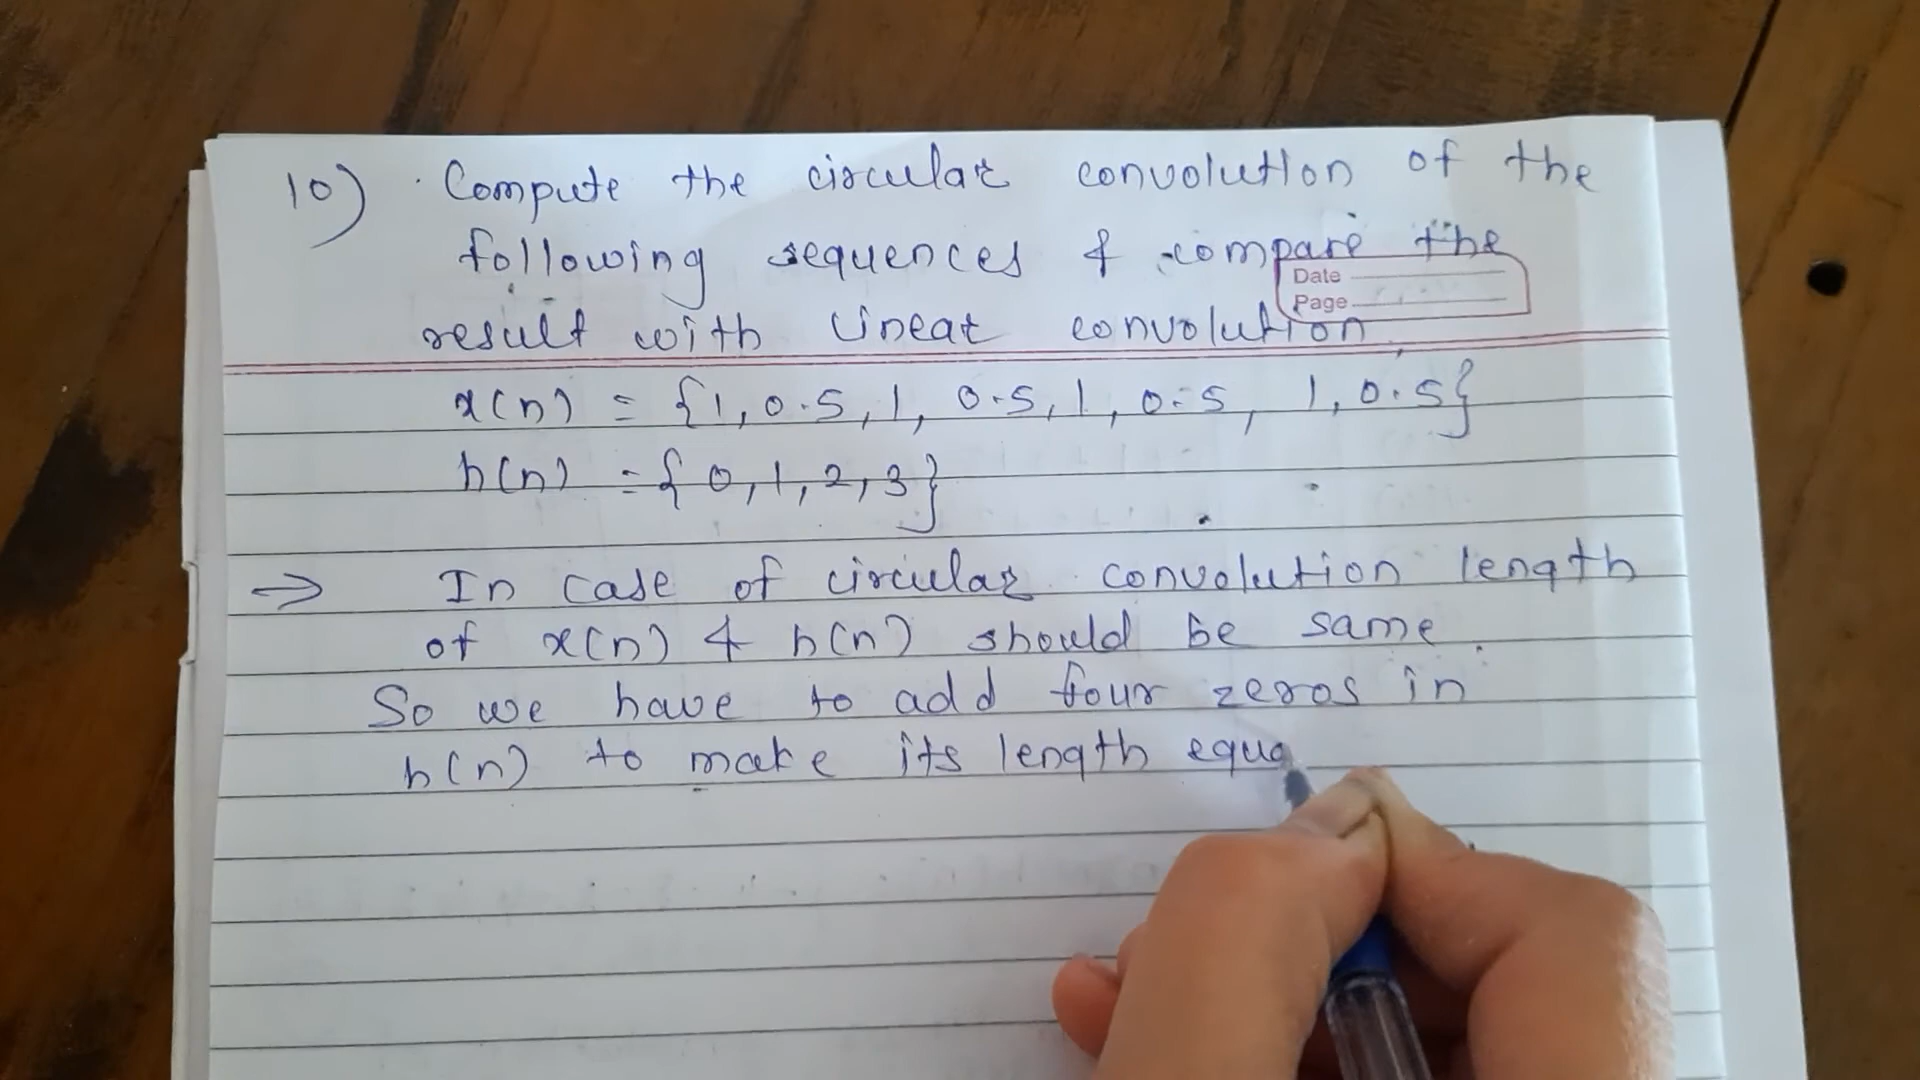 10) Compute the circular convolution of the
following sequences & compare the
Date
Page
result with linear convolution.
x(n) = {1, 0.5, 1, 0.5, 1, 0.5, 1, 0.5}
h(n) = {0, 1, 2, 3}
⇒ In case of circular convolution length
of x(n) & h(n) should be same.
So we have to add four zeros in
h(n) to make its length equa